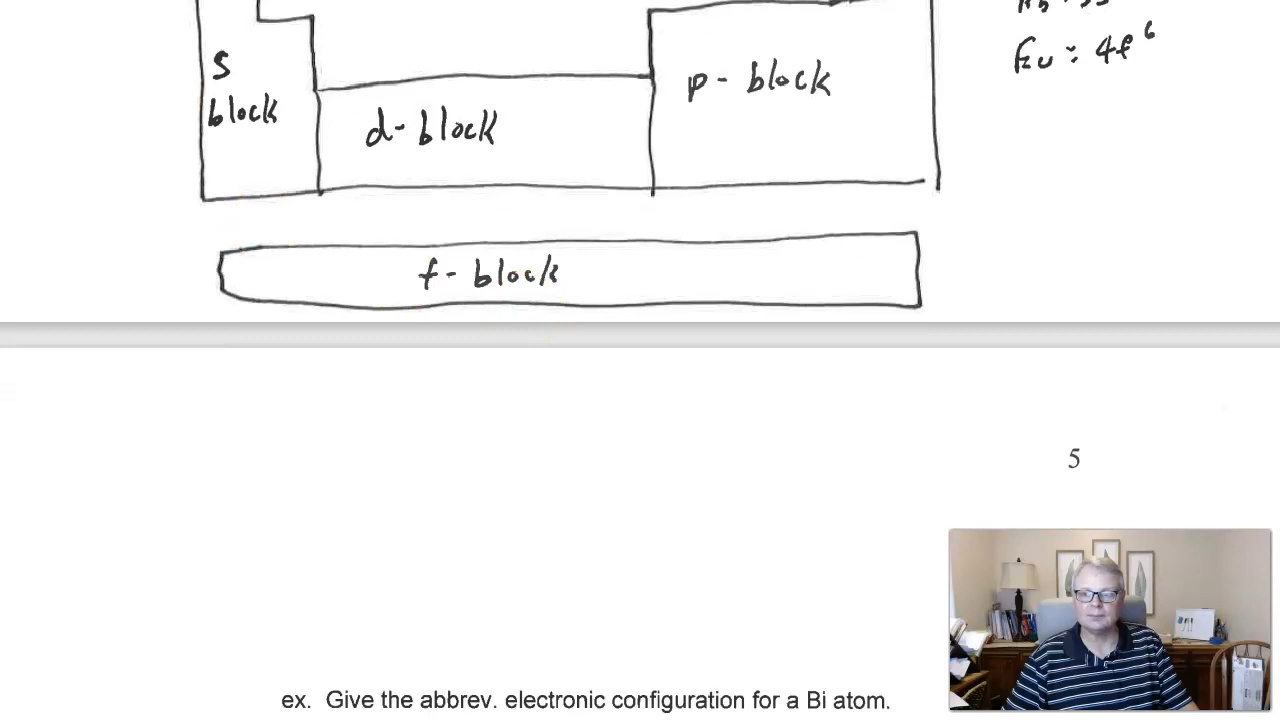 s
block
d- block
p - block
Eu : 4f⁶
f - block
5
ex. Give the abbrev. electronic configuration for a Bi atom.